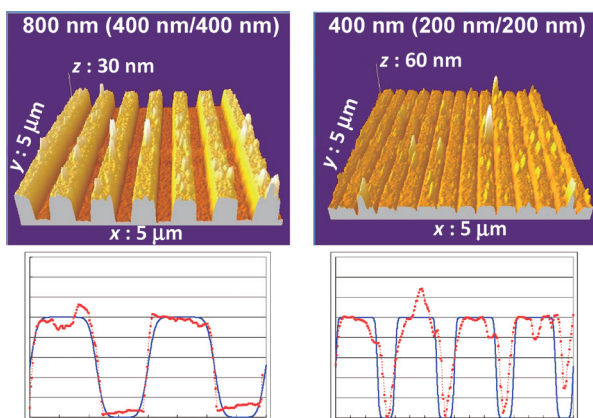 800 nm (400 nm/400 nm)
z : 30 nm
y : 5 μm
x : 5 μm
400 nm (200 nm/200 nm)
z : 60 nm
y : 5 μm
x : 5 μm